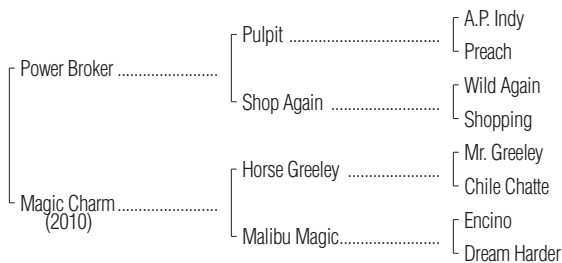 A.P. Indy
Pulpit ........................................
Preach
Power Broker ..........................
Wild Again
Shop Again .............................
Shopping
Mr. Greeley
Horse Greeley ........................
Chile Chatte
Magic Charm ..........................
(2010)
Encino
Malibu Magic..........................
Dream Harder